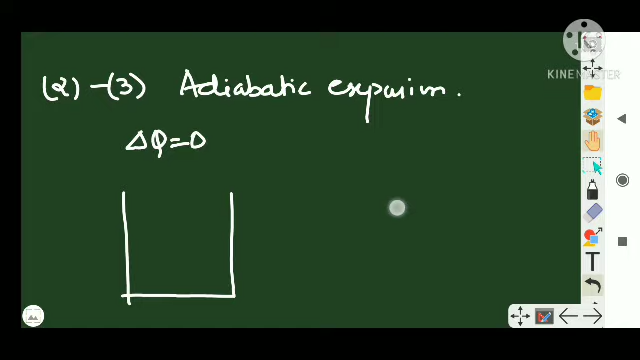 KINEMASTER
(2) - (3) Adiabatic expansion.
ΔQ=0
T